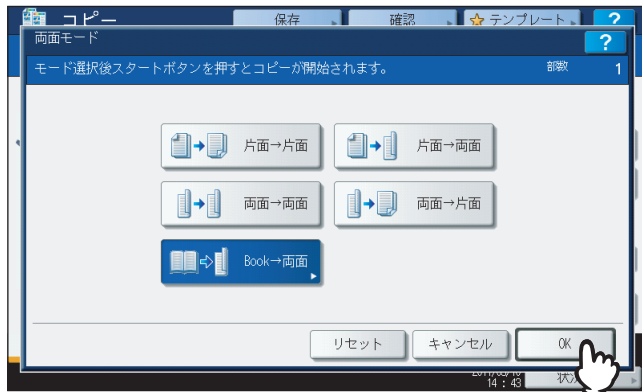 コピー 保存 確認 テンプレート ?
両面モード ?
モード選択後スタートボタンを押すとコピーが開始されます。 部数 1
片面→片面 片面→両面
両面→両面 両面→片面
Book→両面
リセット キャンセル OK
14:43